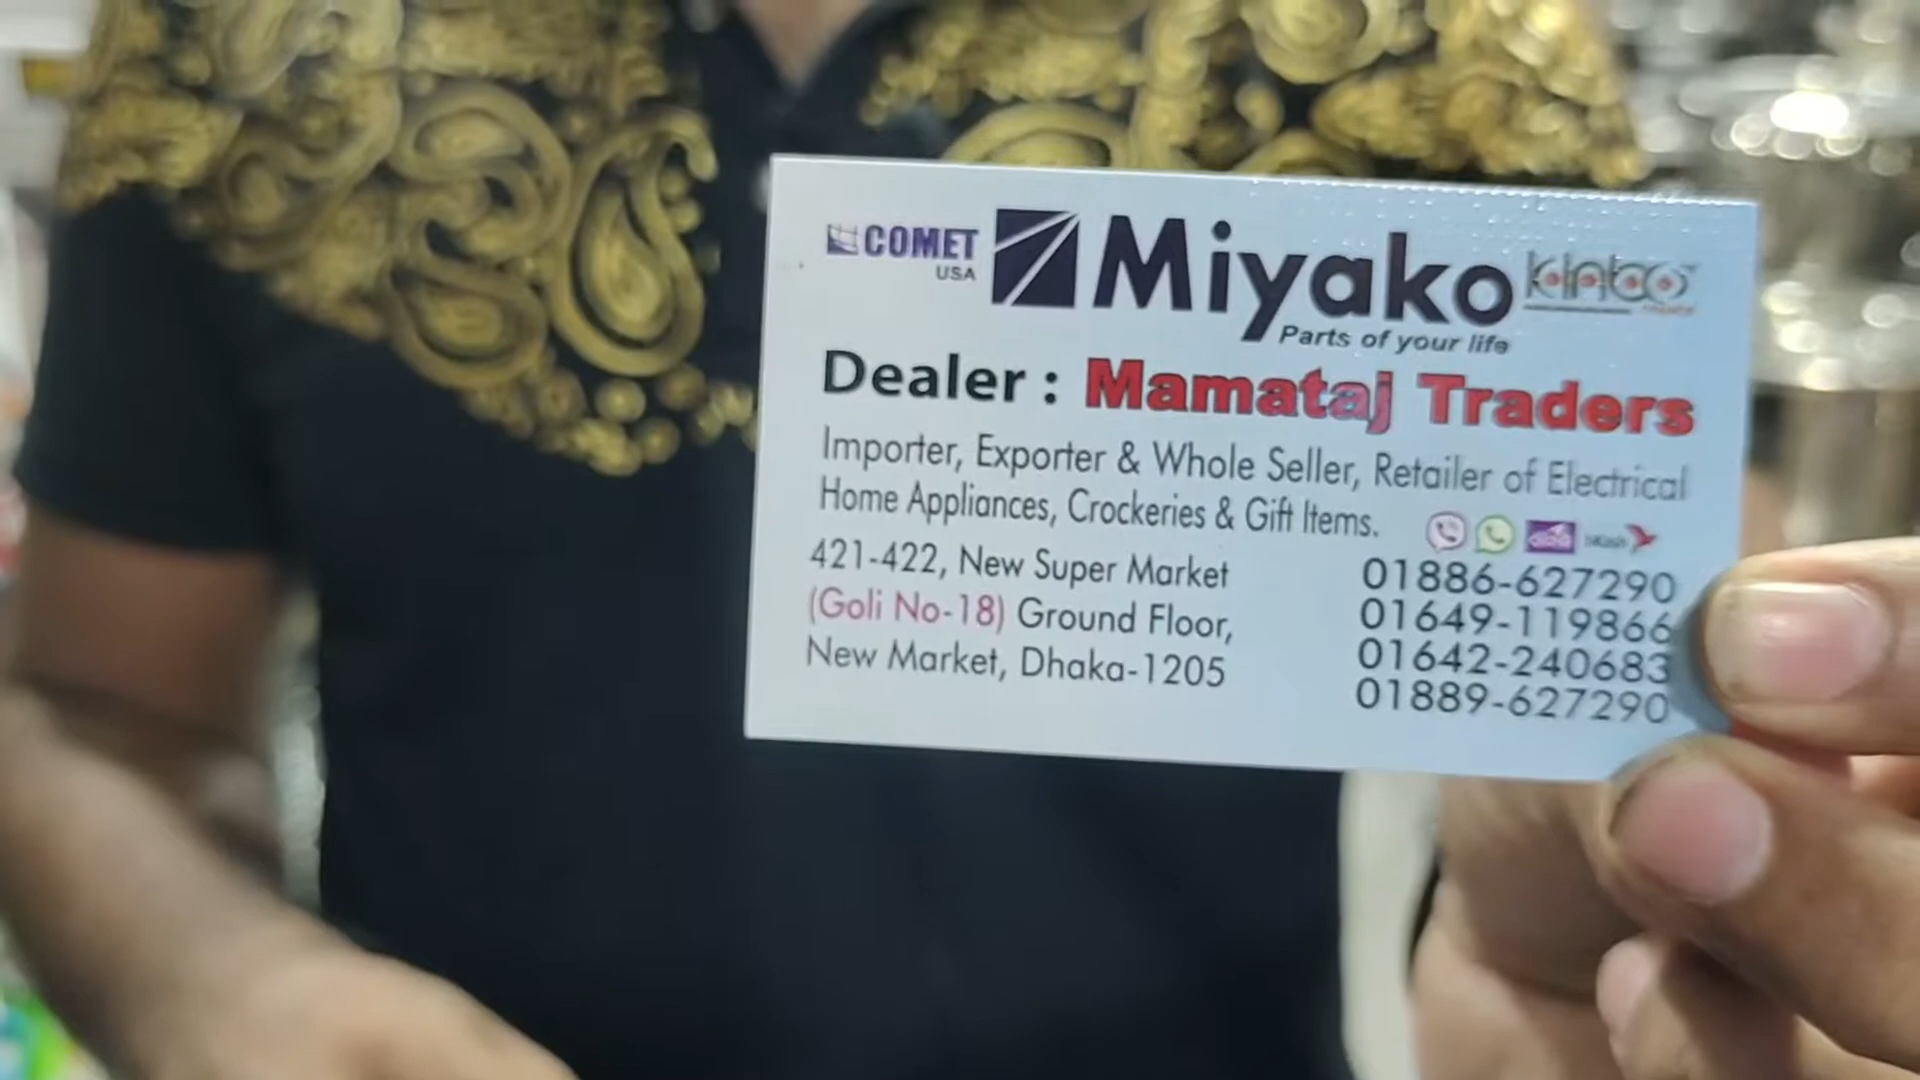 COMET
USA
Miyako
Parts of your life
Dealer : Mamataj Traders
Importer, Exporter & Whole Seller, Retailer of Electrical
Home Appliances, Crockeries & Gift Items.
bKash
421-422, New Super Market
(Goli No-18) Ground Floor,
New Market, Dhaka-1205
01886-627290
01649-119866
01642-240683
01889-627290